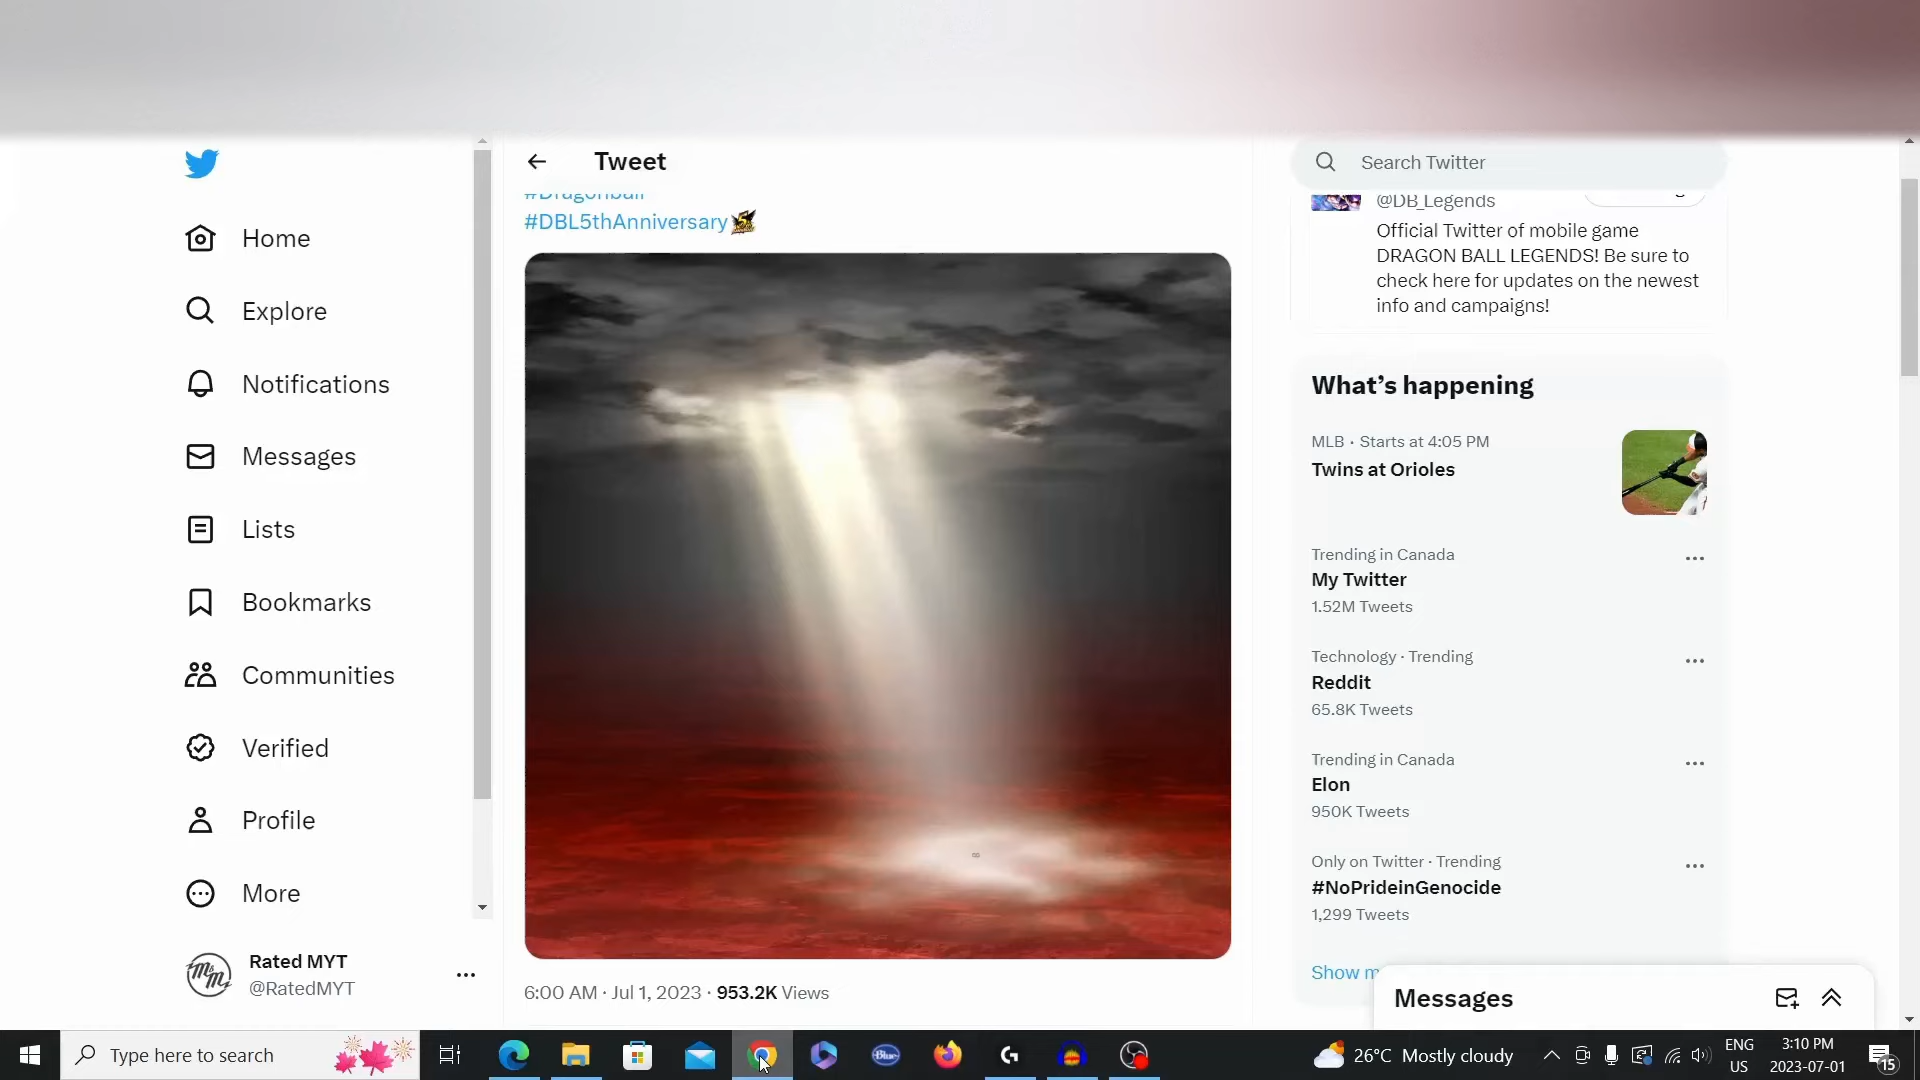 Home
Explore
Notifications
Messages
Lists
Bookmarks
Communities
Verified
Profile
More
Rated MYT
@RatedMYT
Tweet
#Dragonball
#DBL5thAnniversary
6:00 AM · Jul 1, 2023 · 953.2K Views
Search Twitter
@DB_Legends
Official Twitter of mobile game
DRAGON BALL LEGENDS! Be sure to
check here for updates on the newest
info and campaigns!
What's happening
MLB · Starts at 4:05 PM
Twins at Orioles
Trending in Canada
My Twitter
1.52M Tweets
Technology · Trending
Reddit
65.8K Tweets
Trending in Canada
Elon
950K Tweets
Only on Twitter · Trending
#NoPrideinGenocide
1,299 Tweets
Show
Messages
Type here to search
Blue
26°C Mostly cloudy
ENG
US
3:10 PM
2023-07-01
15